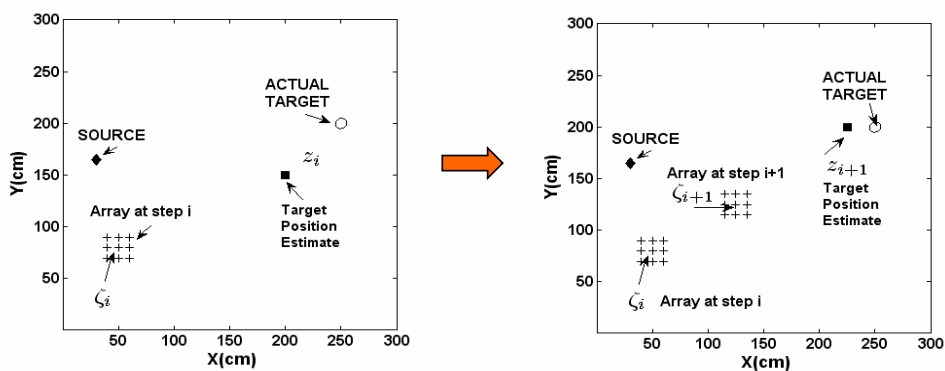 300
250
200
150
100
50
Y(cm)
ACTUAL
TARGET
SOURCE
z_i
Array at step i
Target
Position
Estimate
ζ_i
50 100 150 200 250 300
X(cm)
300
250
200
150
100
50
Y(cm)
ACTUAL
TARGET
SOURCE
z_{i+1}
Array at step i+1
ζ_{i+1}
Target
Position
Estimate
ζ_i
Array at step i
50 100 150 200 250 300
X(cm)